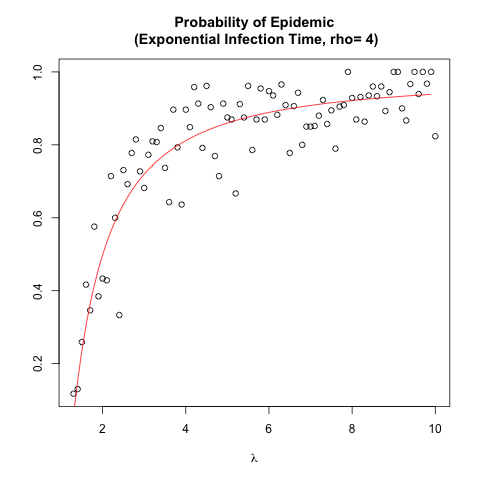 Probability of Epidemic
(Exponential Infection Time, rho= 4)
1.0
0.8
0.6
0.4
0.2
2 4 6 8 10
λ